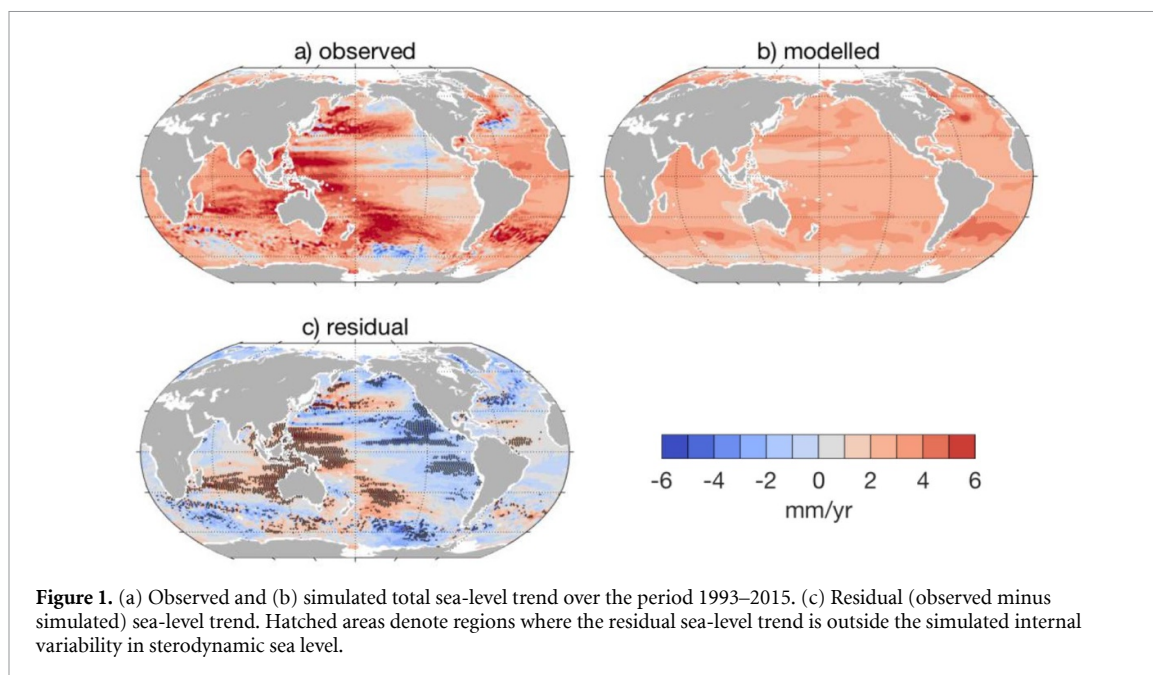 a) observed
b) modelled
c) residual
-6 -4 -2 0 2 4 6
mm/yr
Figure 1. (a) Observed and (b) simulated total sea-level trend over the period 1993–2015. (c) Residual (observed minus
simulated) sea-level trend. Hatched areas denote regions where the residual sea-level trend is outside the simulated internal
variability in sterodynamic sea level.